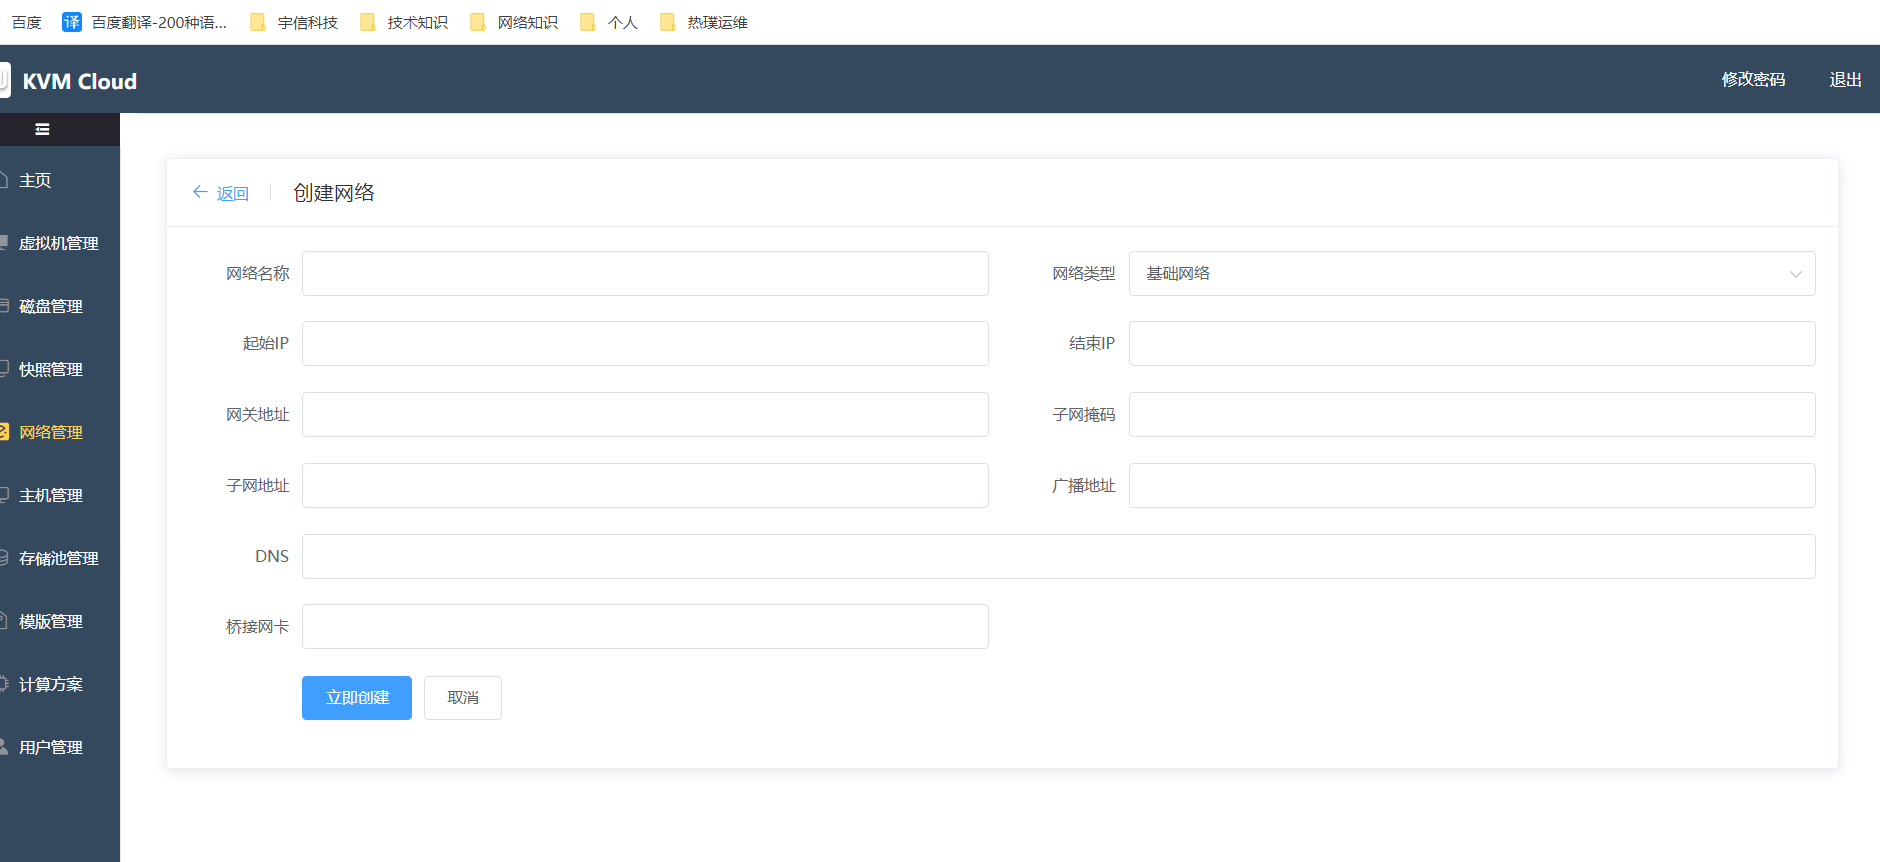 百度 译 百度翻译-200种语... 宇信科技 技术知识 网络知识 个人 热璞运维
KVM Cloud 修改密码 退出
主页
虚拟机管理
磁盘管理
快照管理
网络管理
主机管理
存储池管理
模版管理
计算方案
用户管理
返回 创建网络
网络名称 网络类型 基础网络
起始IP 结束IP
网关地址 子网掩码
子网地址 广播地址
DNS
桥接网卡
立即创建 取消